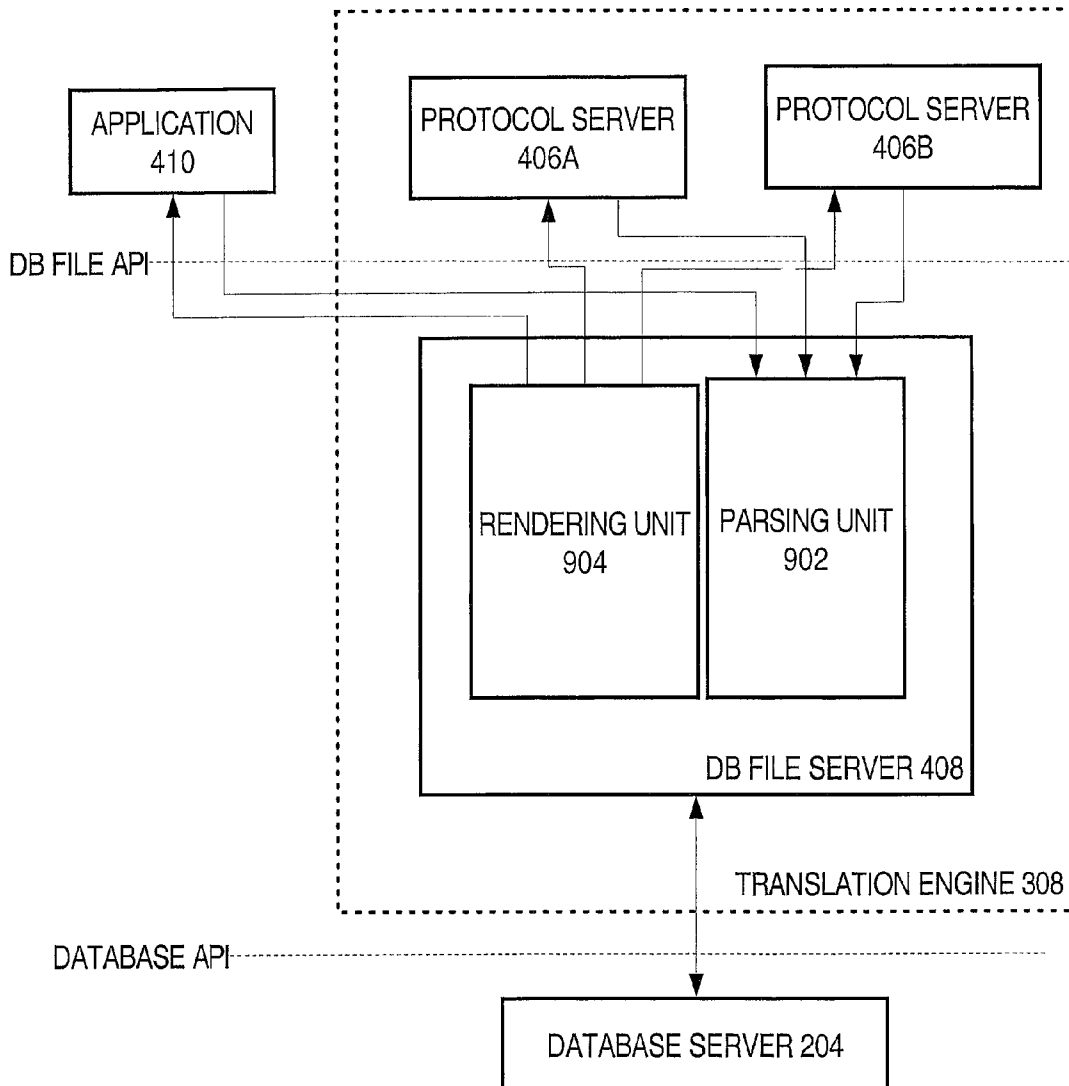 APPLICATION
410
PROTOCOL SERVER
406A
PROTOCOL SERVER
406B
DB FILE API
RENDERING UNIT
904
PARSING UNIT
902
DB FILE SERVER 408
TRANSLATION ENGINE 308
DATABASE API
DATABASE SERVER 204